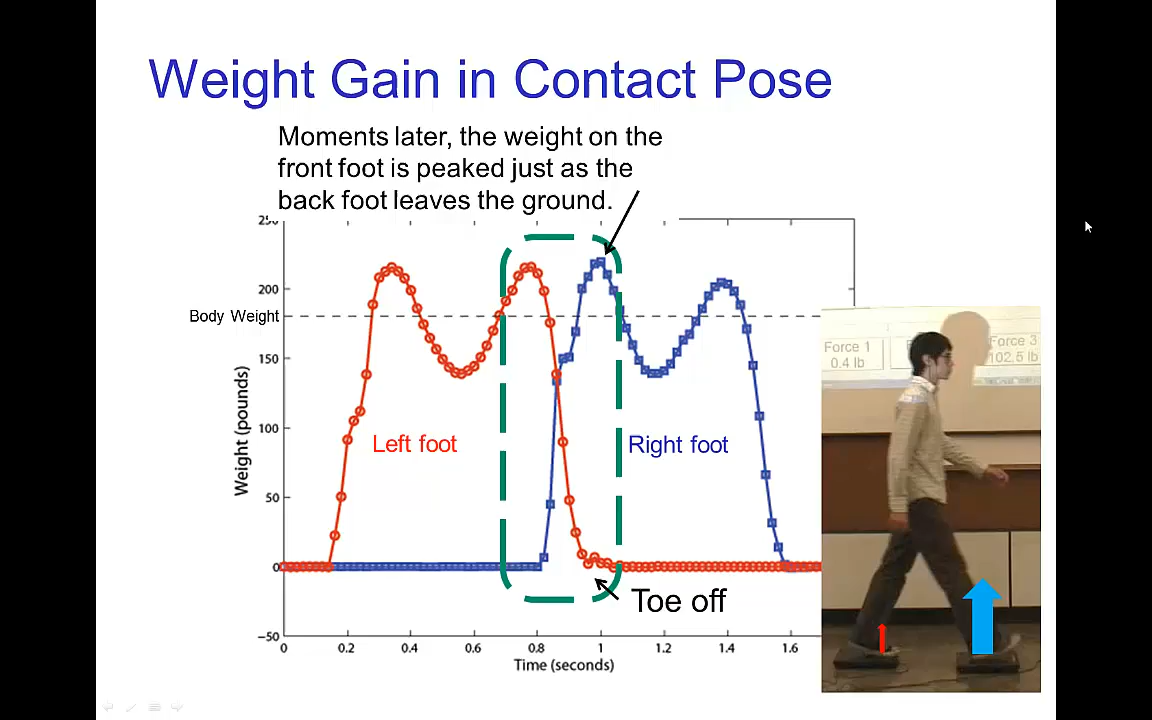 Weight Gain in Contact Pose
Moments later, the weight on the
front foot is peaked just as the
back foot leaves the ground.
200
Body Weight
150
100
50
0
−50
Weight (pounds)
Left foot
Right foot
Toe off
0 0.2 0.4 0.6 0.8 1 1.2 1.4 1.6
Time (seconds)
Force 1
0.4 lb
Force 3
102.5 lb